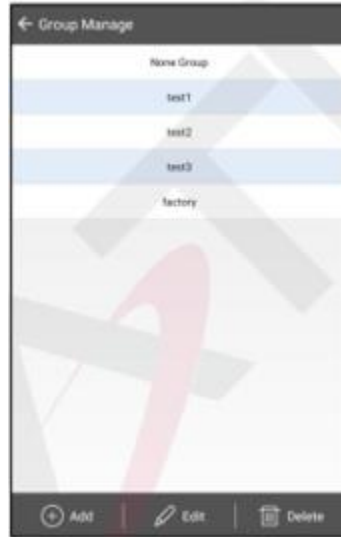 Group Manage
None Group
test1
test2
test3
factory
Add Edit Delete